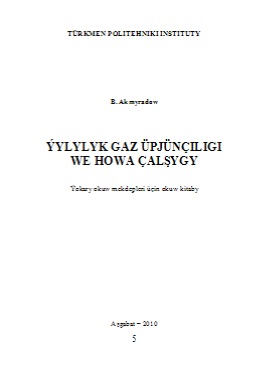 TÜRKMEN POLITEHNIKI INSTITUTY
B. Akmyradow
ÝYLYLYK GAZ ÜPJÜNÇILIGI
WE HOWA ÇALŞYGY
Ýokary okuw mekdepleri üçin okuw kitaby
Aşgabat – 2010
5